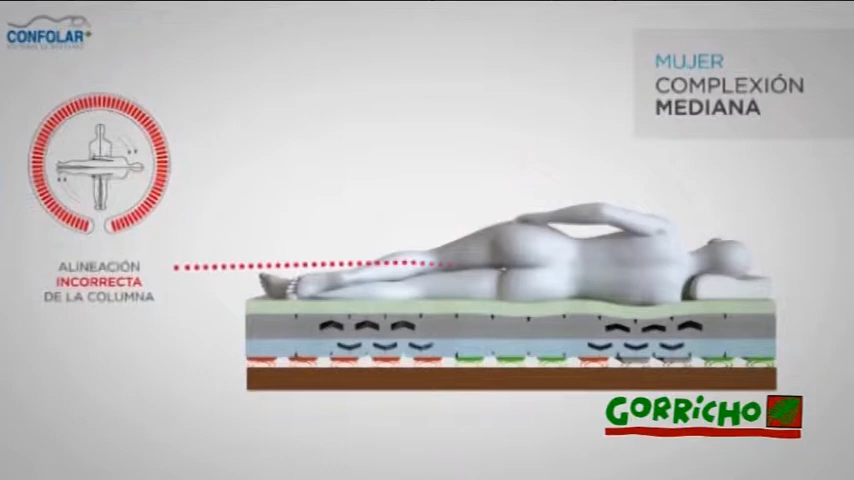 CONFOLAR
MUJER
COMPLEXIÓN
MEDIANA
ALINEACIÓN
INCORRECTA
DE LA COLUMNA
GORRICHO